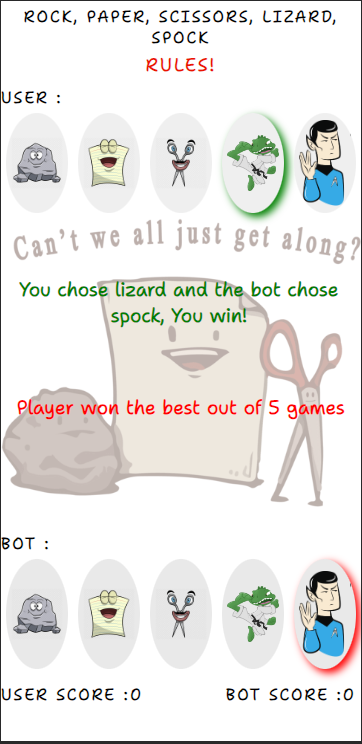 ROCK, PAPER, SCISSORS, LIZARD,
SPOCK
RULES!
USER :
Can't we all just get along?
You chose lizard and the bot chose
spock, You win!
Player won the best out of 5 games
BOT :
USER SCORE :0 BOT SCORE :0